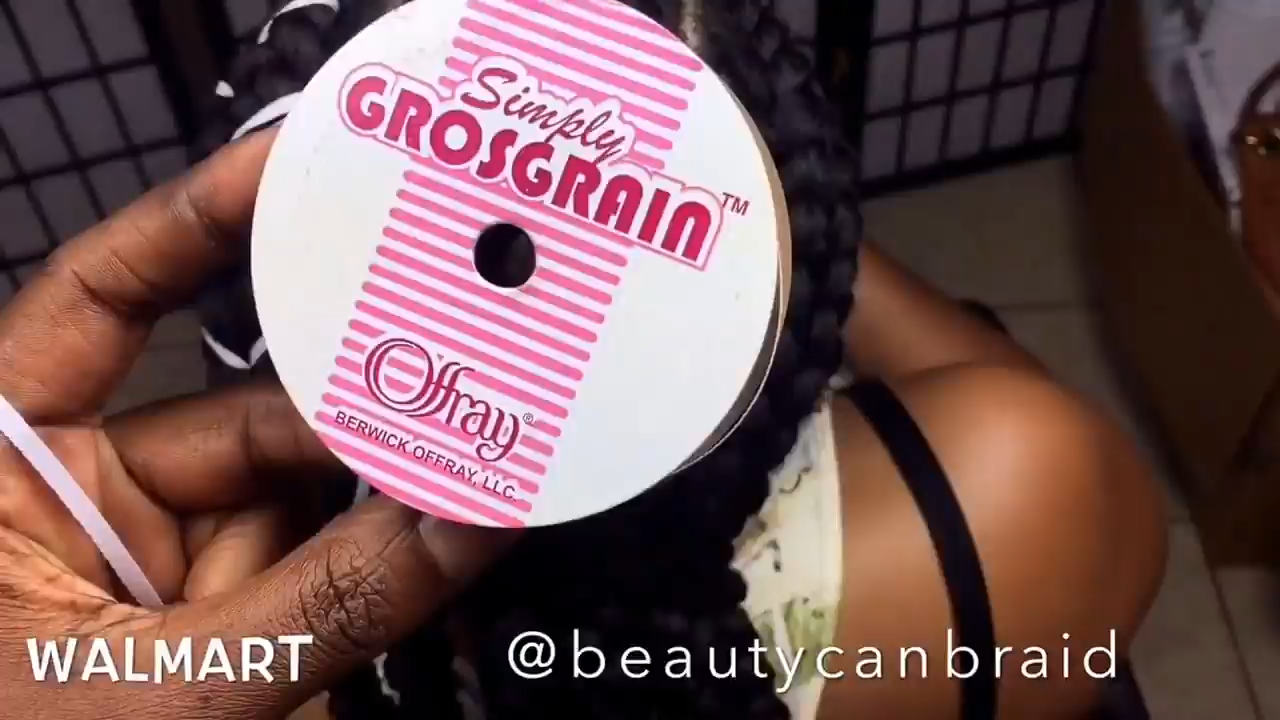 Simply
GROSGRAIN™
Offray®
BERWICK OFFRAY, LLC.
WALMART
@beautycanbraid